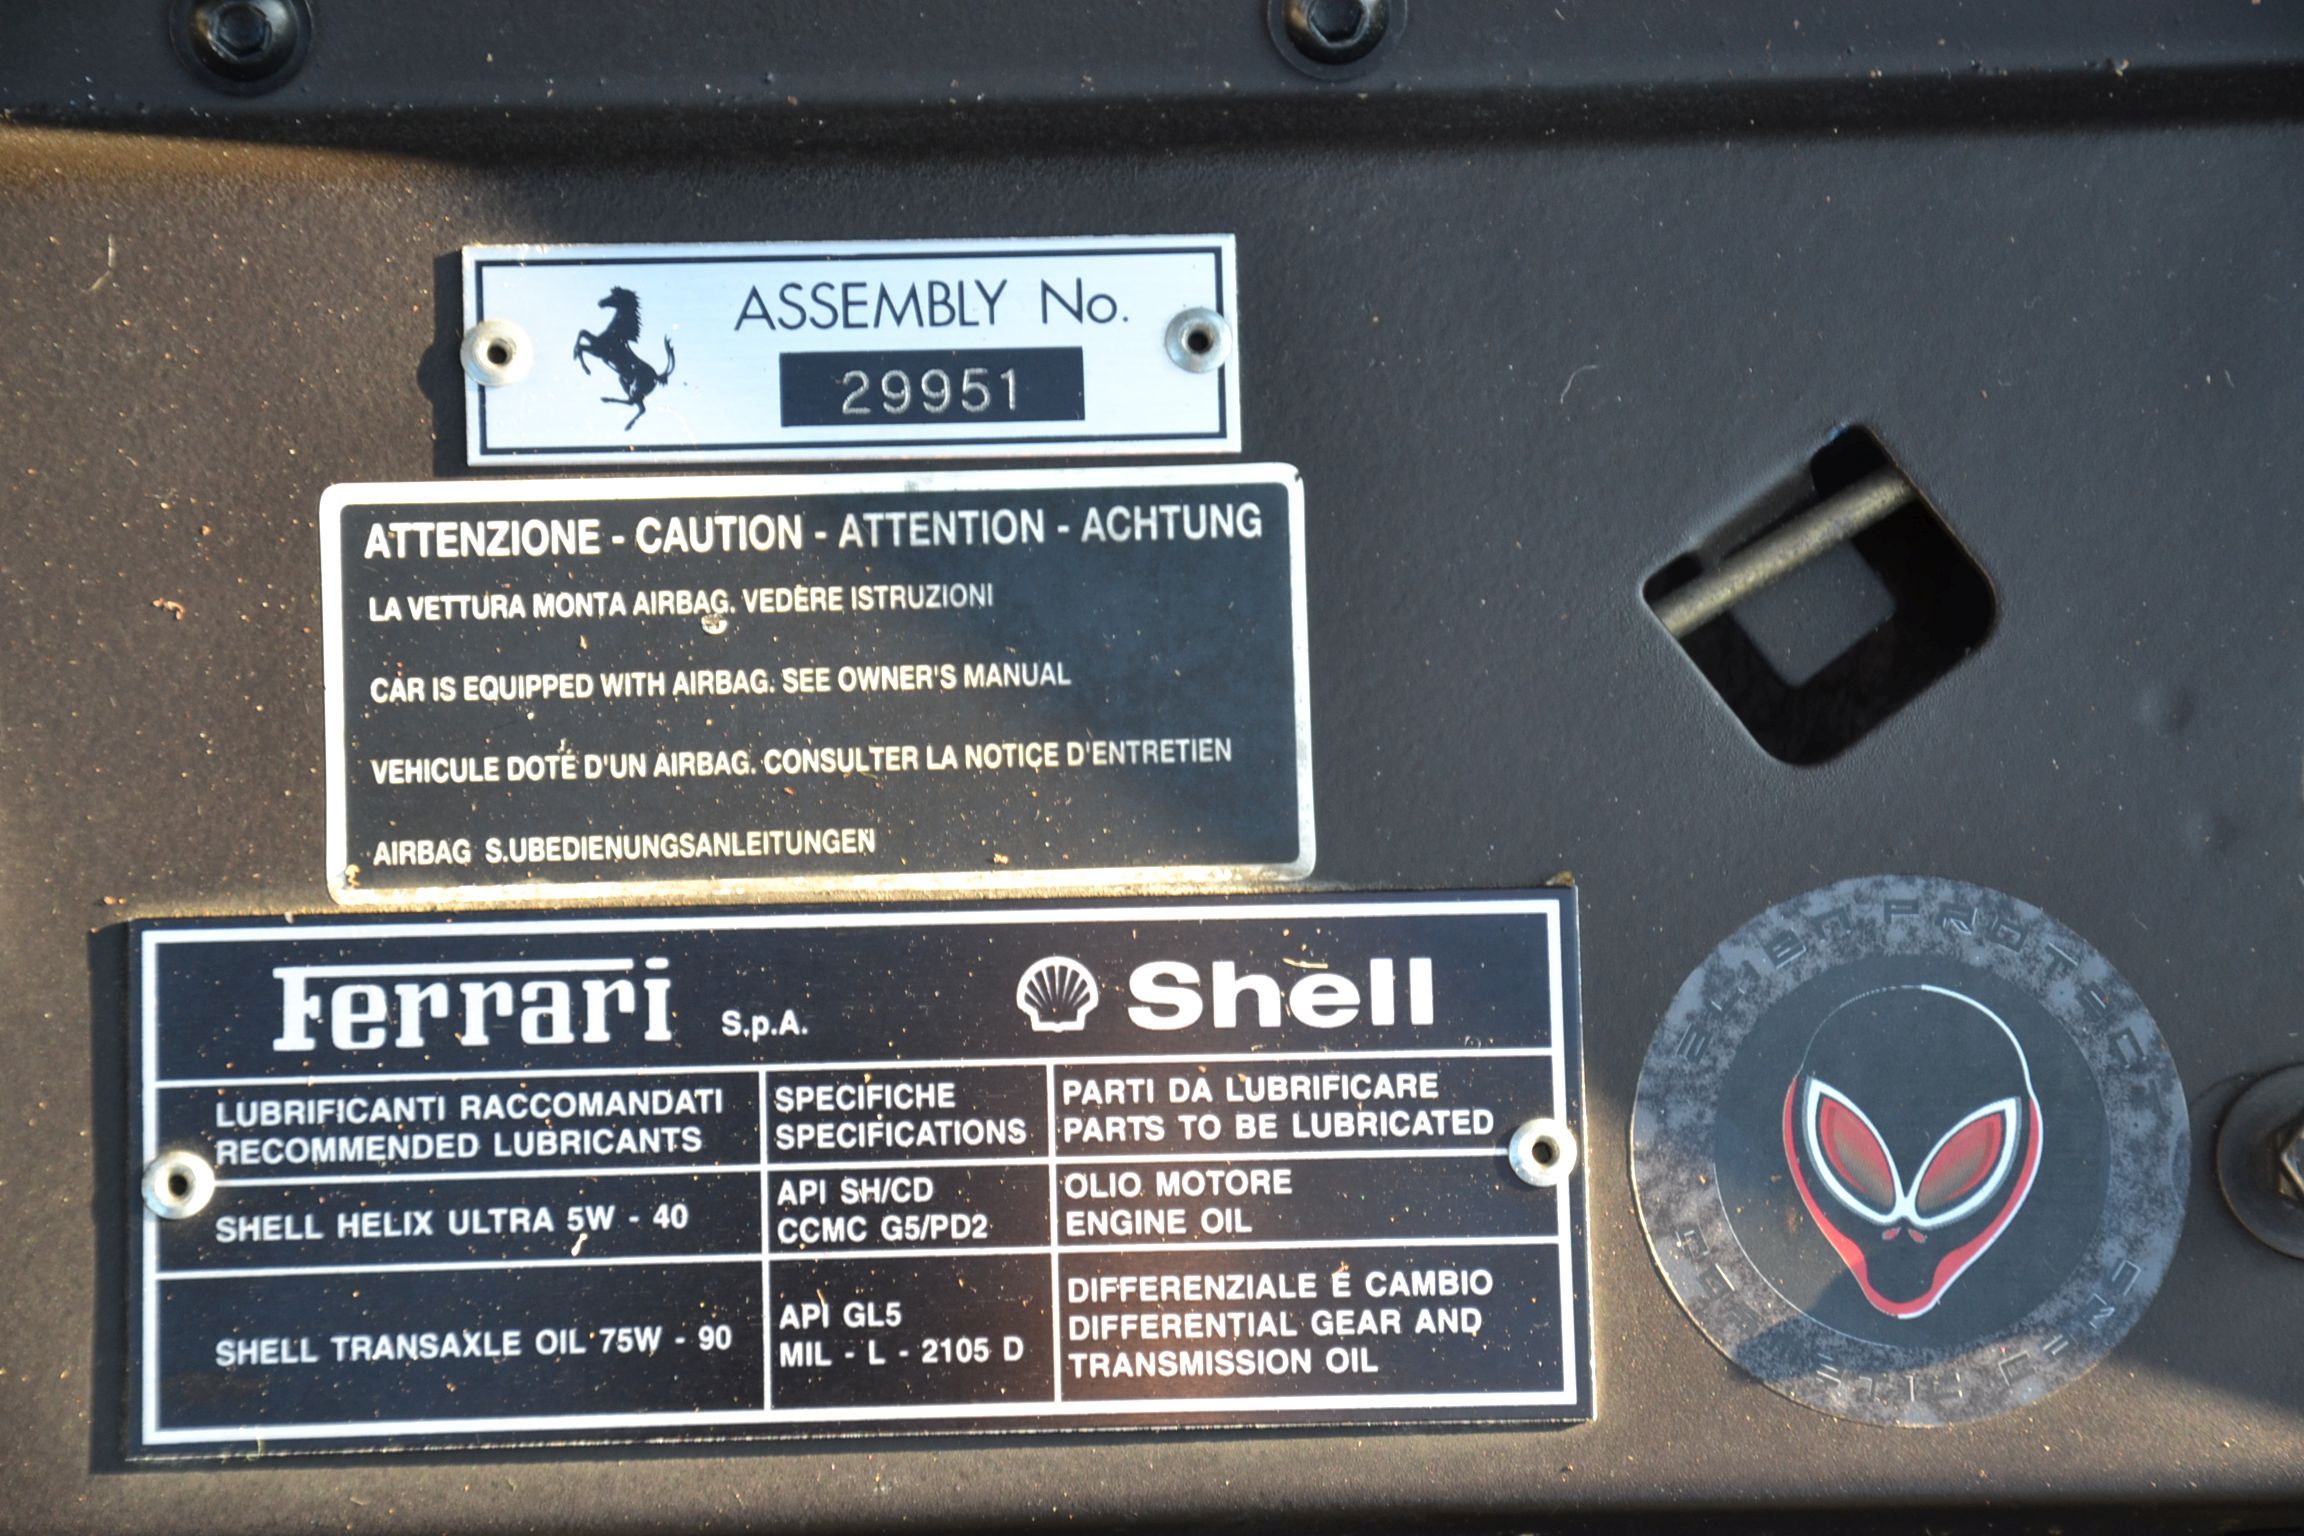 ASSEMBLY No.
29951
ATTENZIONE - CAUTION - ATTENTION - ACHTUNG
LA VETTURA MONTA AIRBAG. VEDERE ISTRUZIONI
CAR IS EQUIPPED WITH AIRBAG. SEE OWNER'S MANUAL
VEHICULE DOTÉ D'UN AIRBAG. CONSULTER LA NOTICE D'ENTRETIEN
AIRBAG S.UBEDIENUNGSANLEITUNGEN
Ferrari S.p.A. Shell
LUBRIFICANTI RACCOMANDATI
RECOMMENDED LUBRICANTS
SPECIFICHE
SPECIFICATIONS
PARTI DA LUBRIFICARE
PARTS TO BE LUBRICATED
SHELL HELIX ULTRA 5W - 40
API SH/CD
CCMC G5/PD2
OLIO MOTORE
ENGINE OIL
SHELL TRANSAXLE OIL 75W - 90
API GL5
MIL - L - 2105 D
DIFFERENZIALE E CAMBIO
DIFFERENTIAL GEAR AND
TRANSMISSION OIL